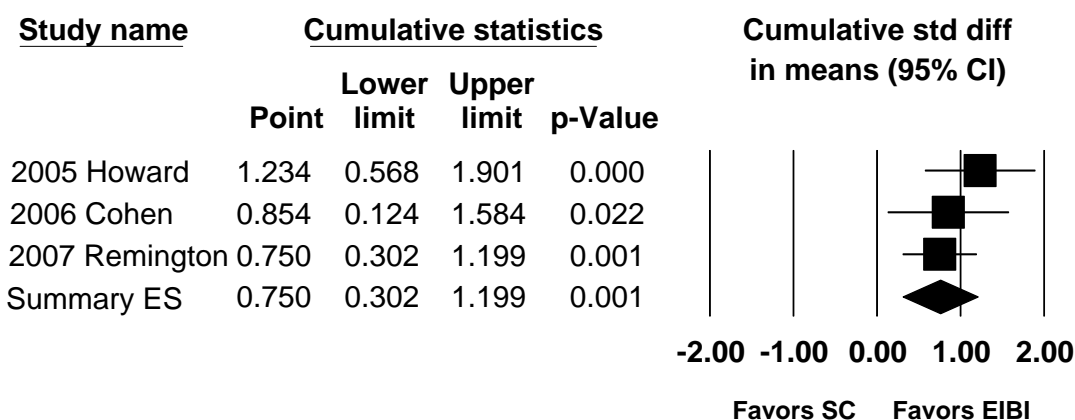 Study name Cumulative statistics Cumulative std diff
in means (95% CI)
Lower Upper
Point limit limit p-Value
2005 Howard 1.234 0.568 1.901 0.000
2006 Cohen 0.854 0.124 1.584 0.022
2007 Remington 0.750 0.302 1.199 0.001
Summary ES 0.750 0.302 1.199 0.001
-2.00 -1.00 0.00 1.00 2.00
Favors SC Favors EIBI